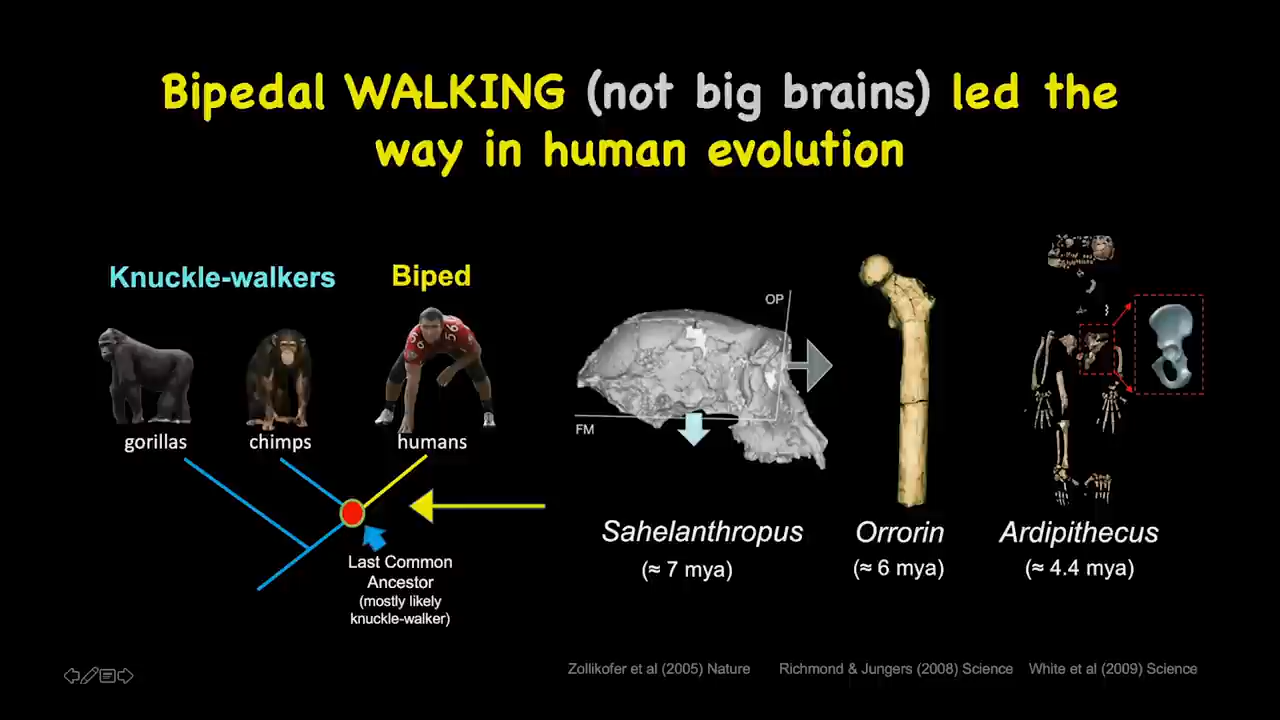 Bipedal WALKING (not big brains) led the
way in human evolution
Knuckle-walkers
Biped
gorillas
chimps
humans
Last Common
Ancestor
(mostly likely
knuckle-walker)
OP
FM
Sahelanthropus
(≈ 7 mya)
Orrorin
(≈ 6 mya)
Ardipithecus
(≈ 4.4 mya)
Zollikofer et al (2005) Nature
Richmond & Jungers (2008) Science
White et al (2009) Science